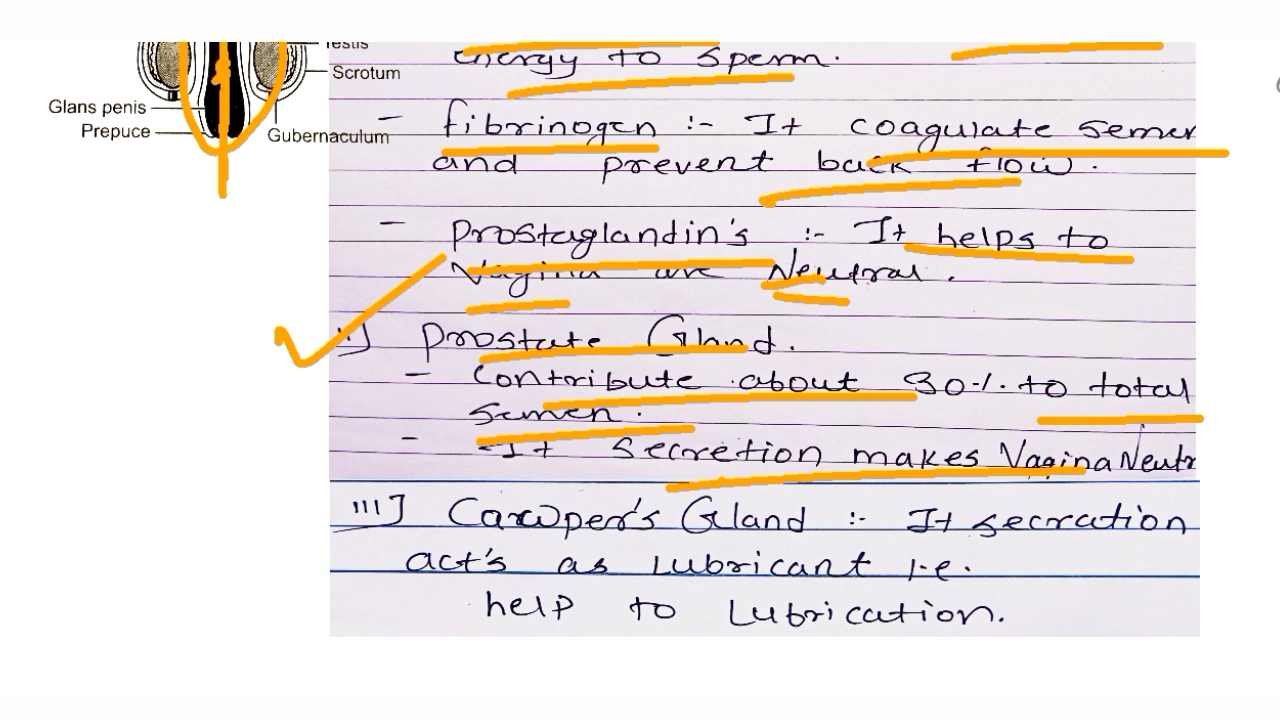 Testis
Scrotum
Glans penis
Prepuce
Gubernaculum
Energy to sperm.
- fibrinogen :- It coagulate semen
and prevent back flow.
- Prostaglandin's :- It helps to
Vagina are Neutral.
ii] Prostate Gland.
- Contribute about 30% to total
Semen.
- It secretion makes Vagina Neutr
iii] Cawper's Gland :- It secration
act's as Lubricant i.e.
help to Lubrication.